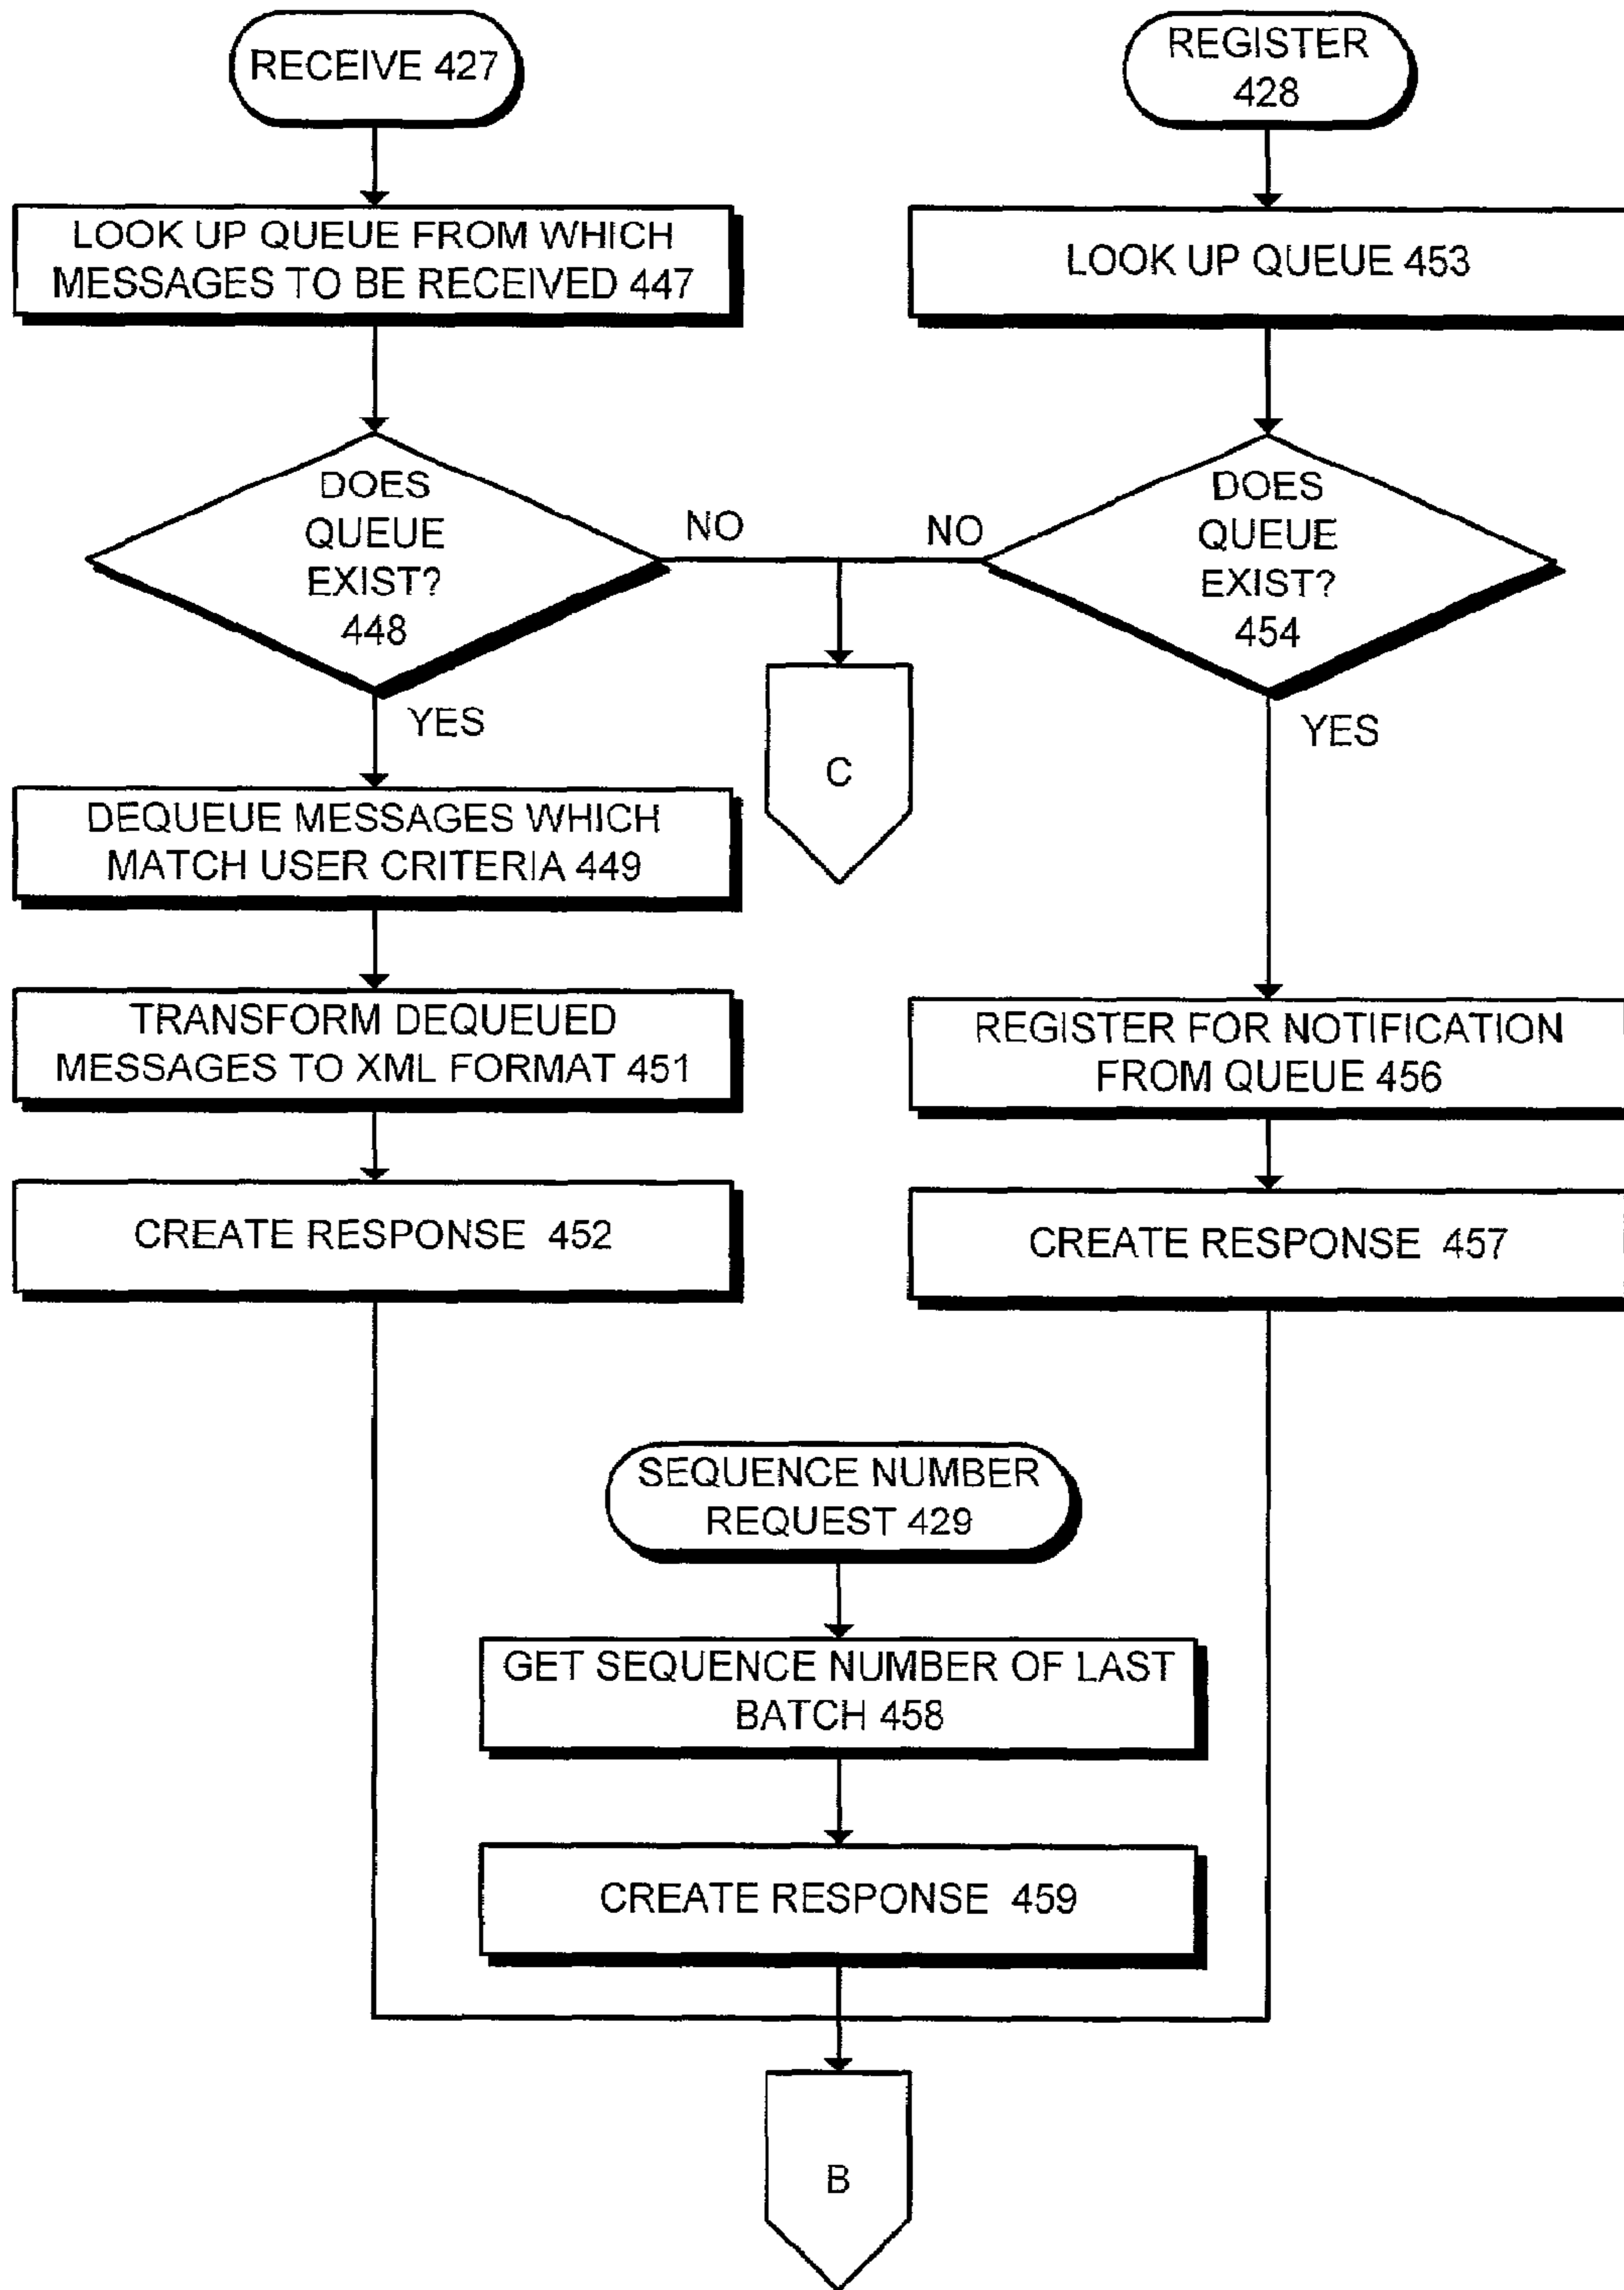 RECEIVE 427
LOOK UP QUEUE FROM WHICH
MESSAGES TO BE RECEIVED 447
DOES
QUEUE
EXIST?
448
NO
YES
DEQUEUE MESSAGES WHICH
MATCH USER CRITERIA 449
TRANSFORM DEQUEUED
MESSAGES TO XML FORMAT 451
CREATE RESPONSE 452
REGISTER
428
LOOK UP QUEUE 453
DOES
QUEUE
EXIST?
454
NO
YES
C
REGISTER FOR NOTIFICATION
FROM QUEUE 456
CREATE RESPONSE 457
SEQUENCE NUMBER
REQUEST 429
GET SEQUENCE NUMBER OF LAST
BATCH 458
CREATE RESPONSE 459
B